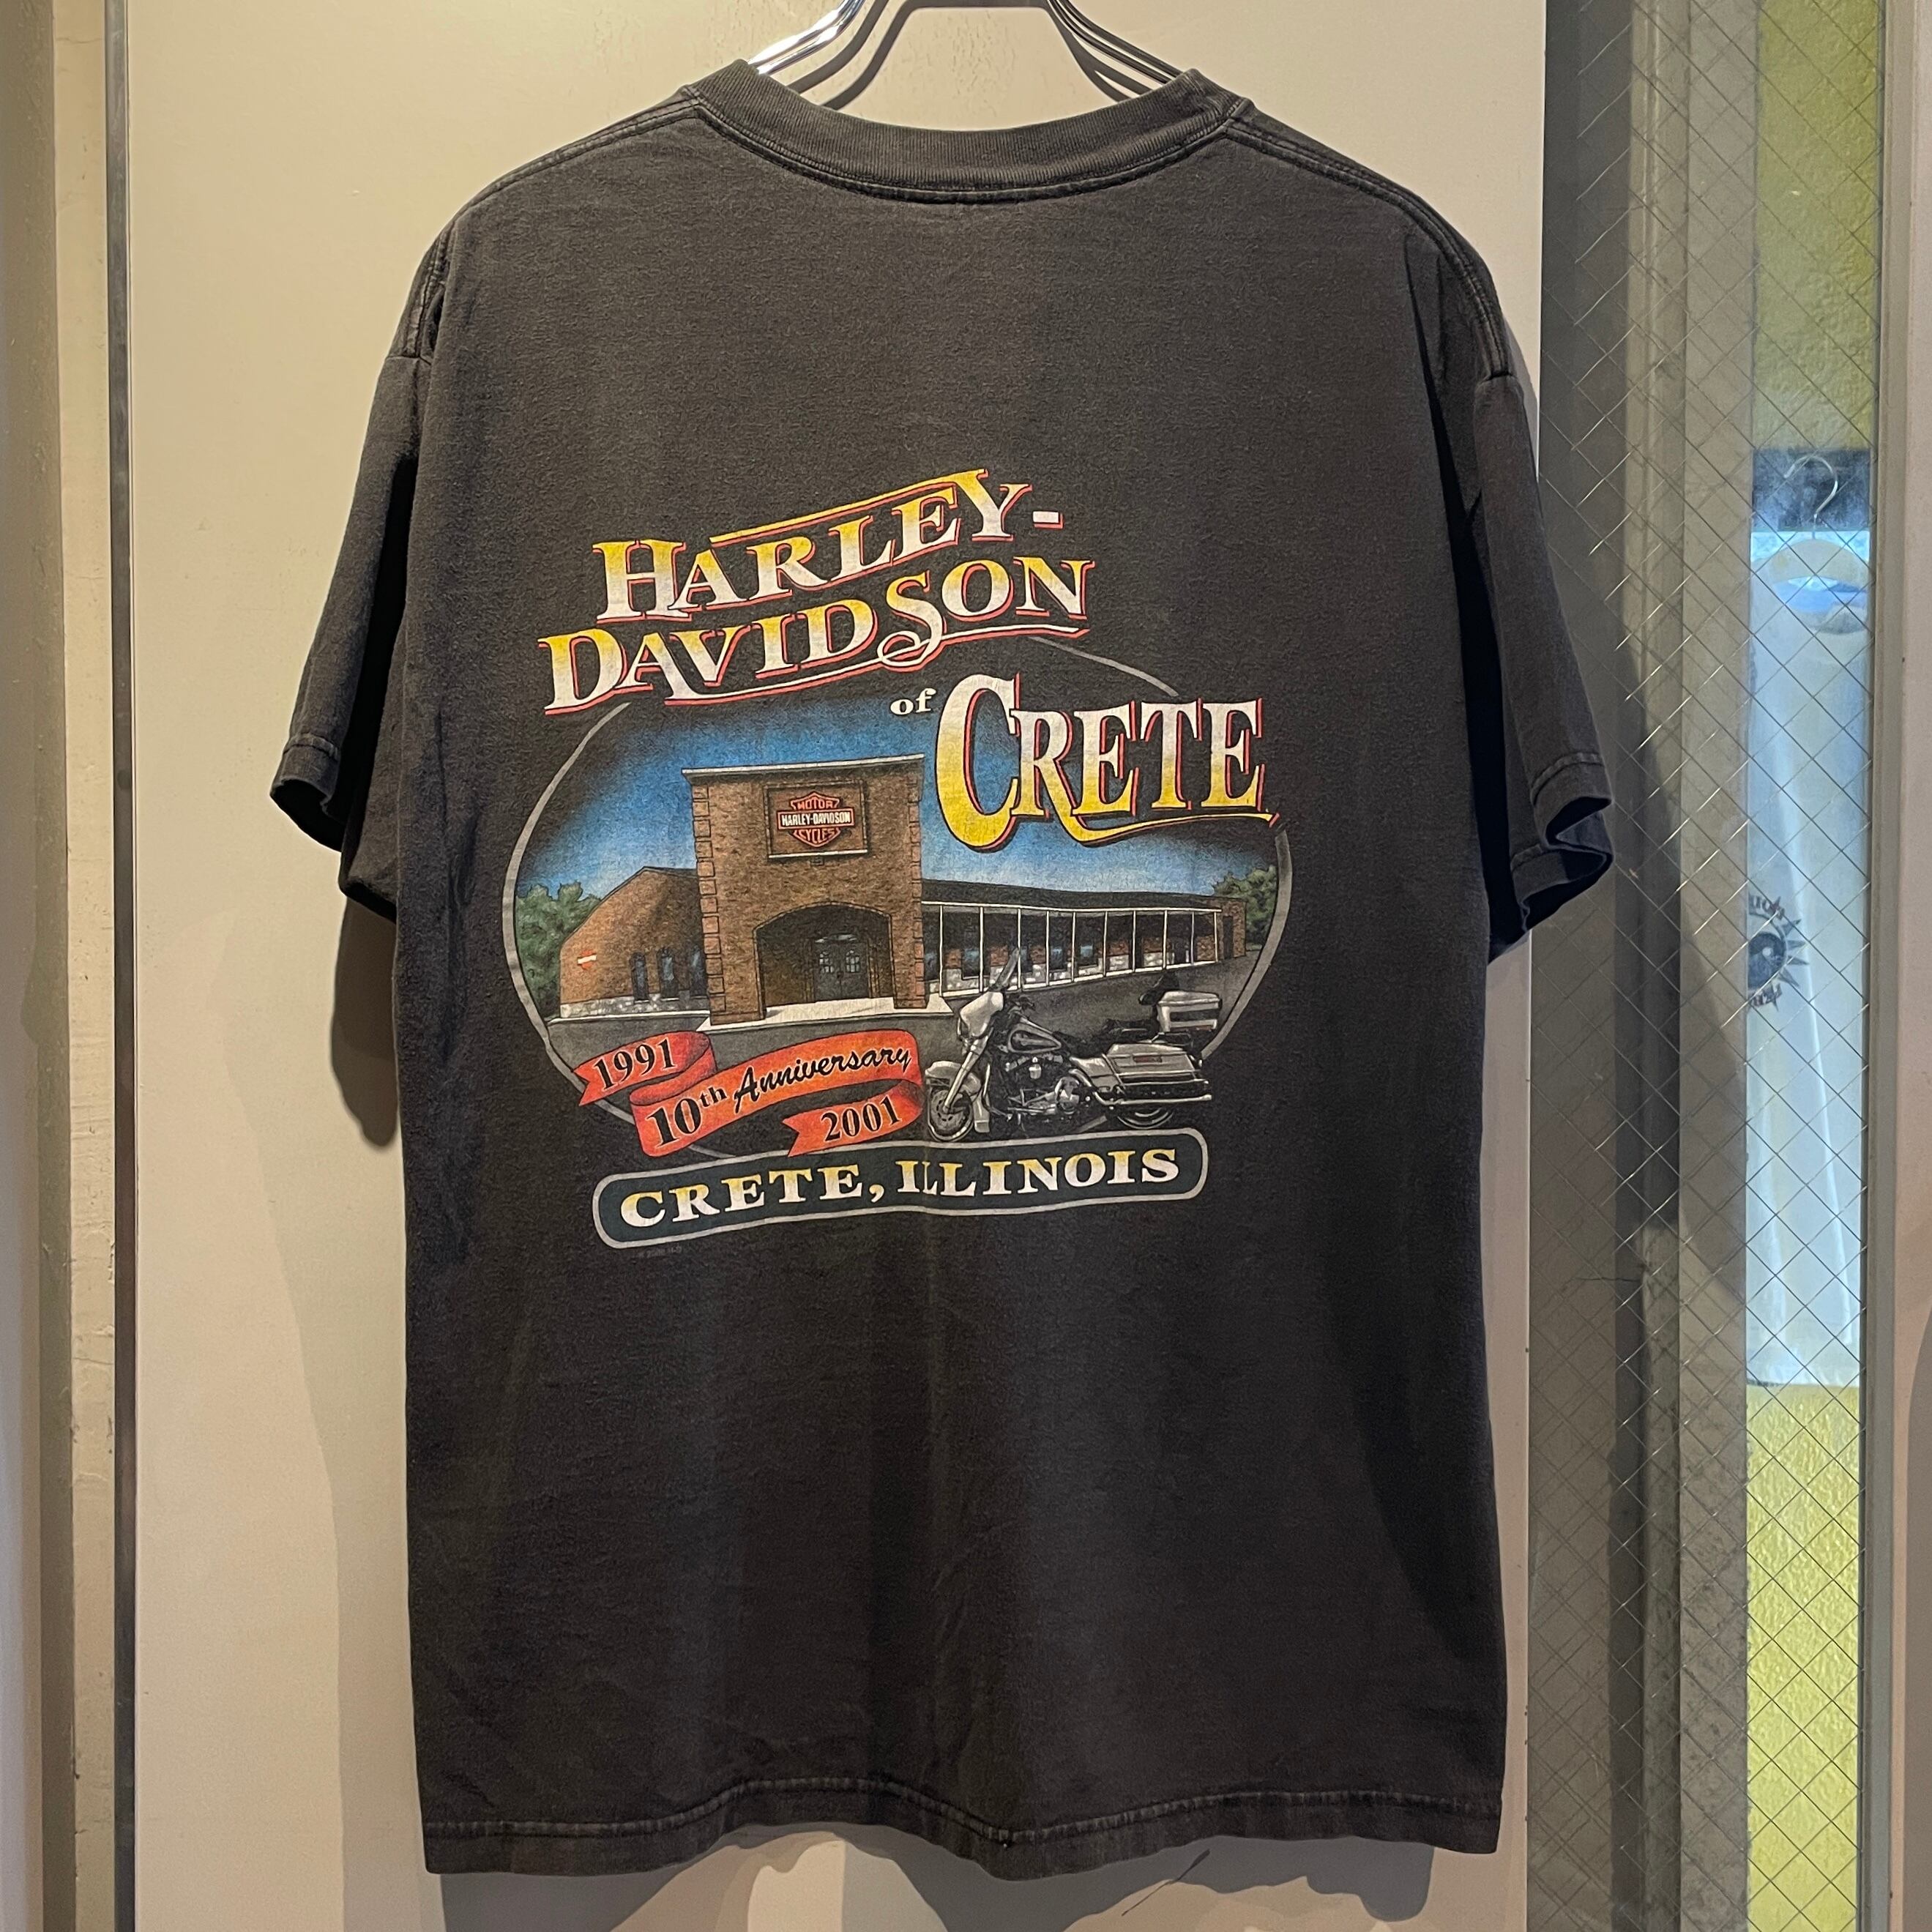 HARLEY-
DAVIDSON
of CRETE
MOTOR
HARLEY-DAVIDSON
CYCLES
1991
10th Anniversary
2001
CRETE, ILLINOIS